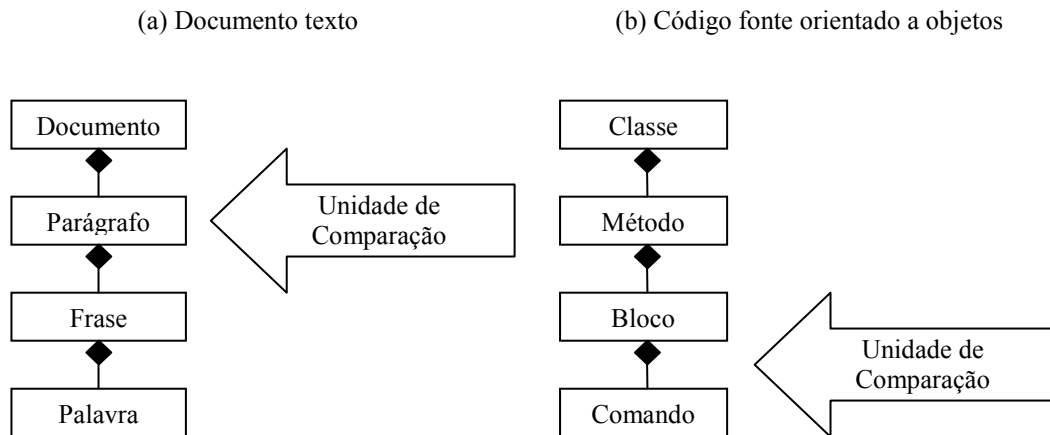 (a) Documento texto
(b) Código fonte orientado a objetos
Documento
Parágrafo
Frase
Palavra
Unidade de
Comparação
Classe
Método
Bloco
Comando
Unidade de
Comparação